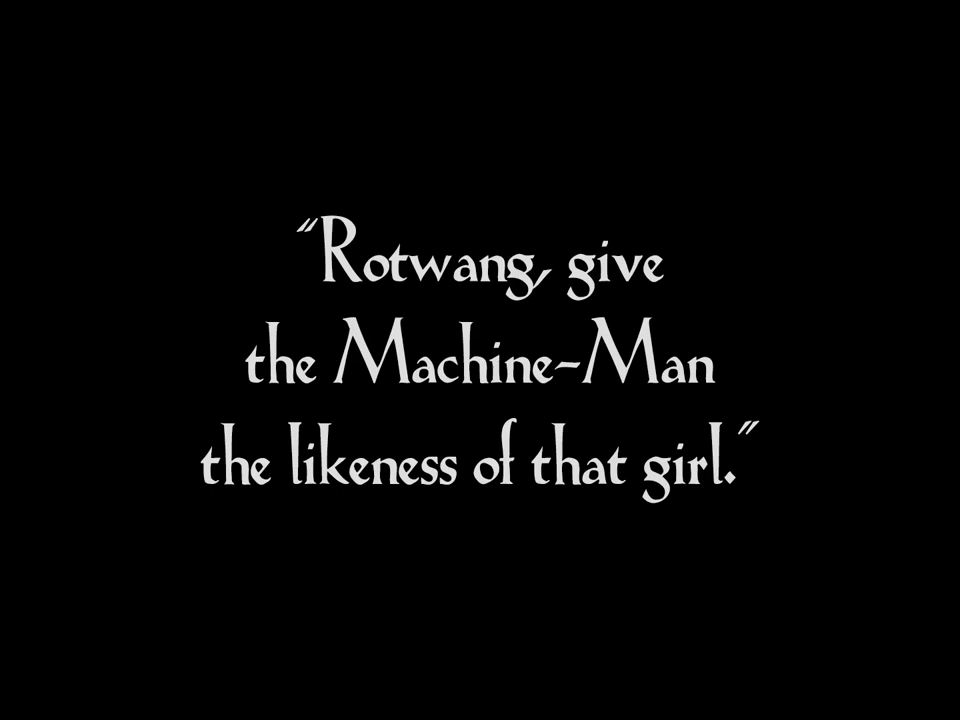 “Rotwang, give
the Machine-Man
the likeness of that girl.”